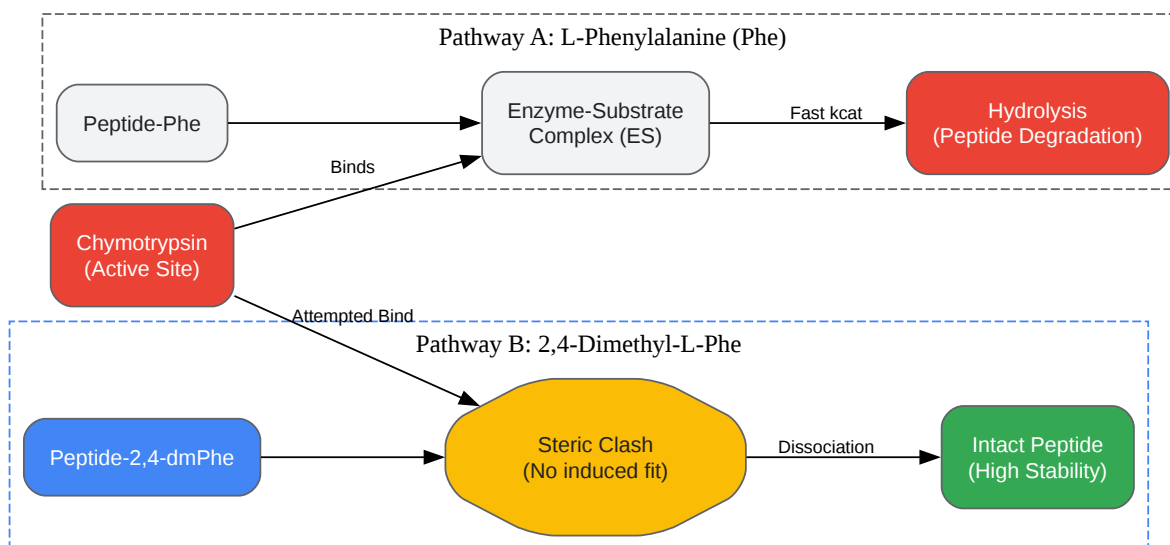 Pathway A: L-Phenylalanine (Phe)
Peptide-Phe
Enzyme-Substrate
Complex (ES)
Fast kcat
Hydrolysis
(Peptide Degradation)
Binds
Chymotrypsin
(Active Site)
Attempted Bind
Pathway B: 2,4-Dimethyl-L-Phe
Peptide-2,4-dmPhe
Steric Clash
(No induced fit)
Dissociation
Intact Peptide
(High Stability)